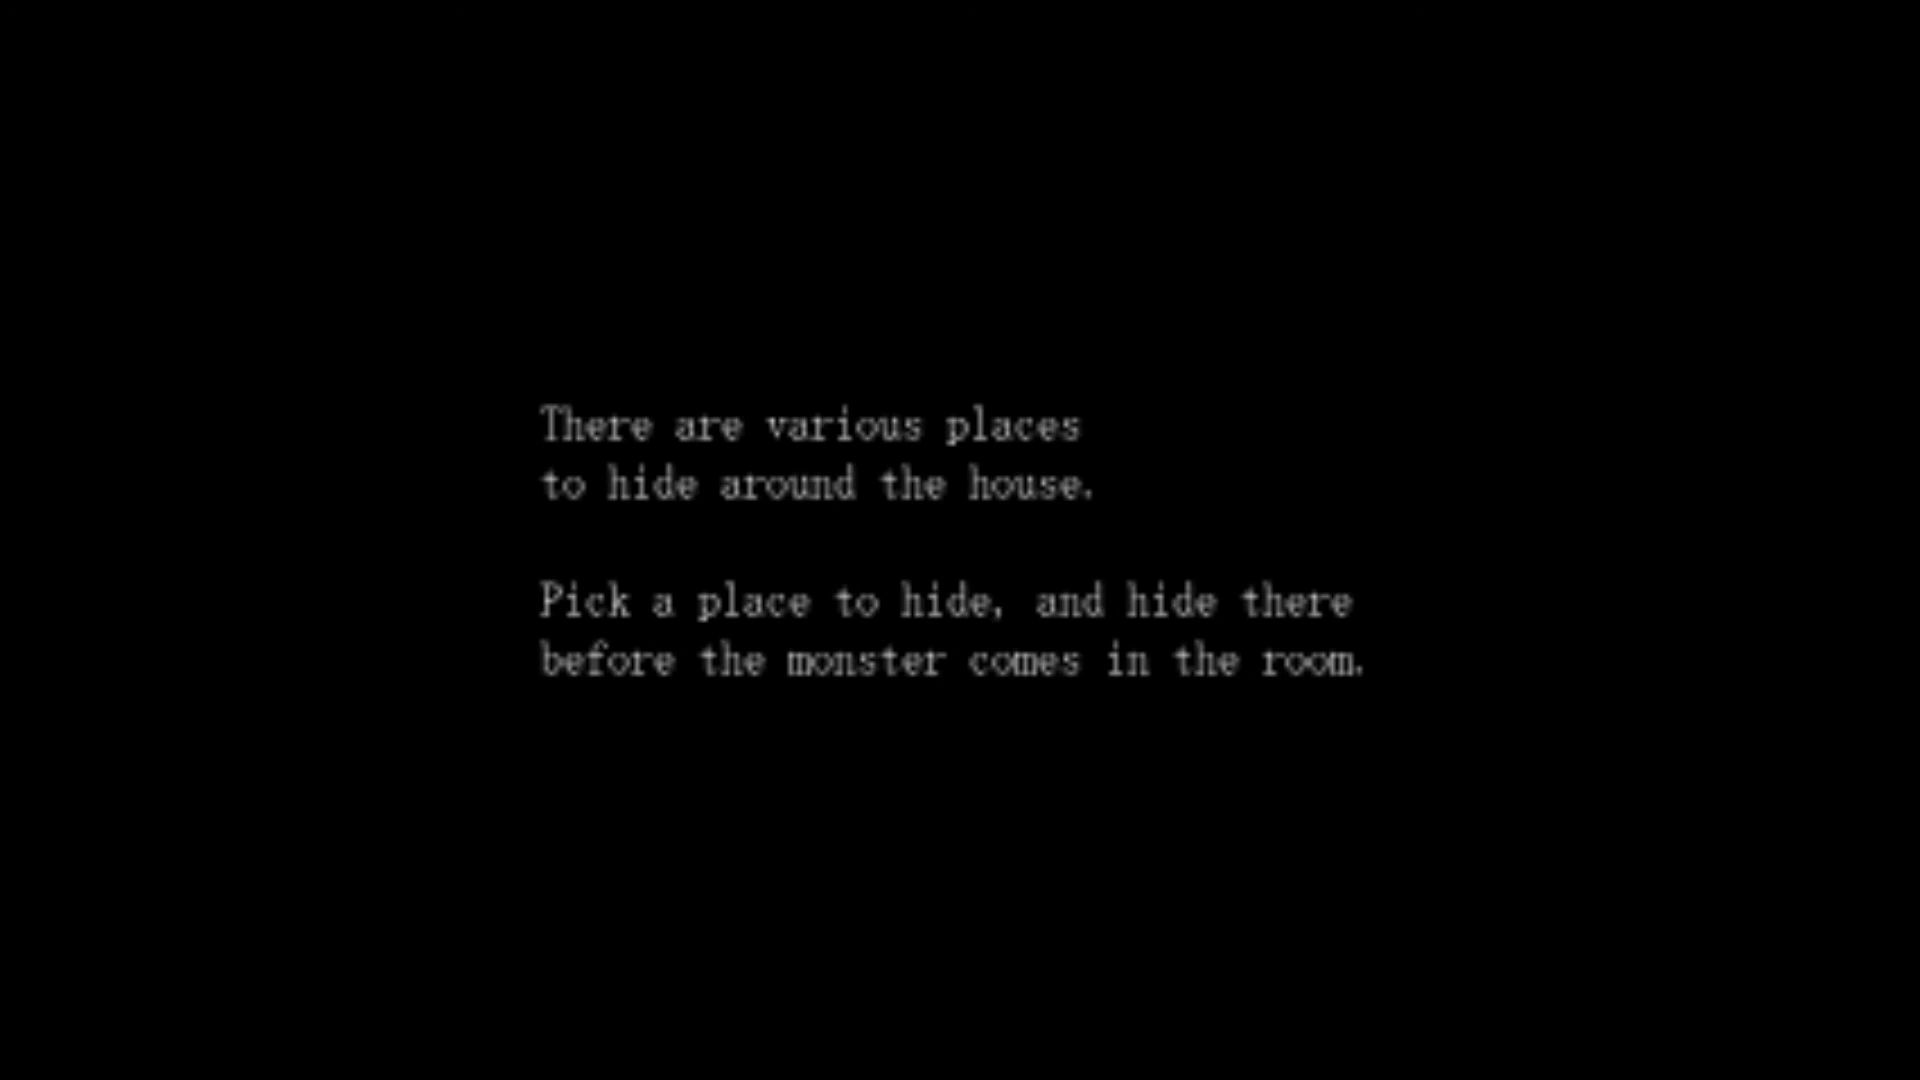 There are various places
to hide around the house.
Pick a place to hide, and hide there
before the monster comes in the room.